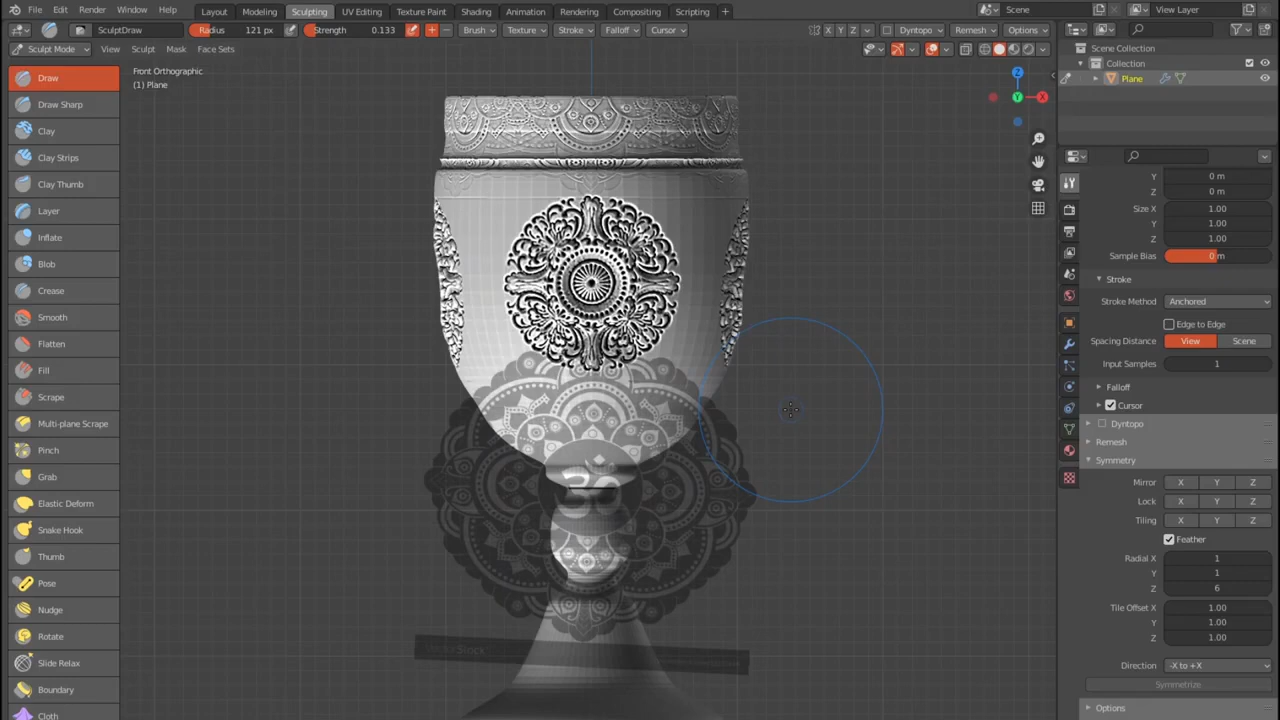 File Edit Render Window Help Layout Modeling Sculpting UV Editing Texture Paint Shading Animation Rendering Compositing Scripting + Scene View Layer
SculptDraw Radius 121 px Strength 0.133 Brush Texture Stroke Falloff Cursor X Y Z Dyntopo Remesh Options
Sculpt Mode View Sculpt Mask Face Sets
Scene Collection
Collection
Plane
Front Orthographic
(1) Plane
Draw
Draw Sharp
Clay
Clay Strips
Clay Thumb
Layer
Inflate
Blob
Crease
Smooth
Flatten
Fill
Scrape
Multi-plane Scrape
Pinch
Grab
Elastic Deform
Snake Hook
Thumb
Pose
Nudge
Rotate
Slide Relax
Boundary
Cloth
Z
Y
X
ॐ
VectorStock
Y 0 m
Z 0 m
Size X 1.00
Y 1.00
Z 1.00
Sample Bias 0 m
Stroke
Stroke Method Anchored
Edge to Edge
Spacing Distance View Scene
Input Samples 1
Falloff
Cursor
Dyntopo
Remesh
Symmetry
Mirror X Y Z
Lock X Y Z
Tiling X Y Z
Feather
Radial X 1
Y 1
Z 6
Tile Offset X 1.00
Y 1.00
Z 1.00
Direction -X to +X
Symmetrize
Options